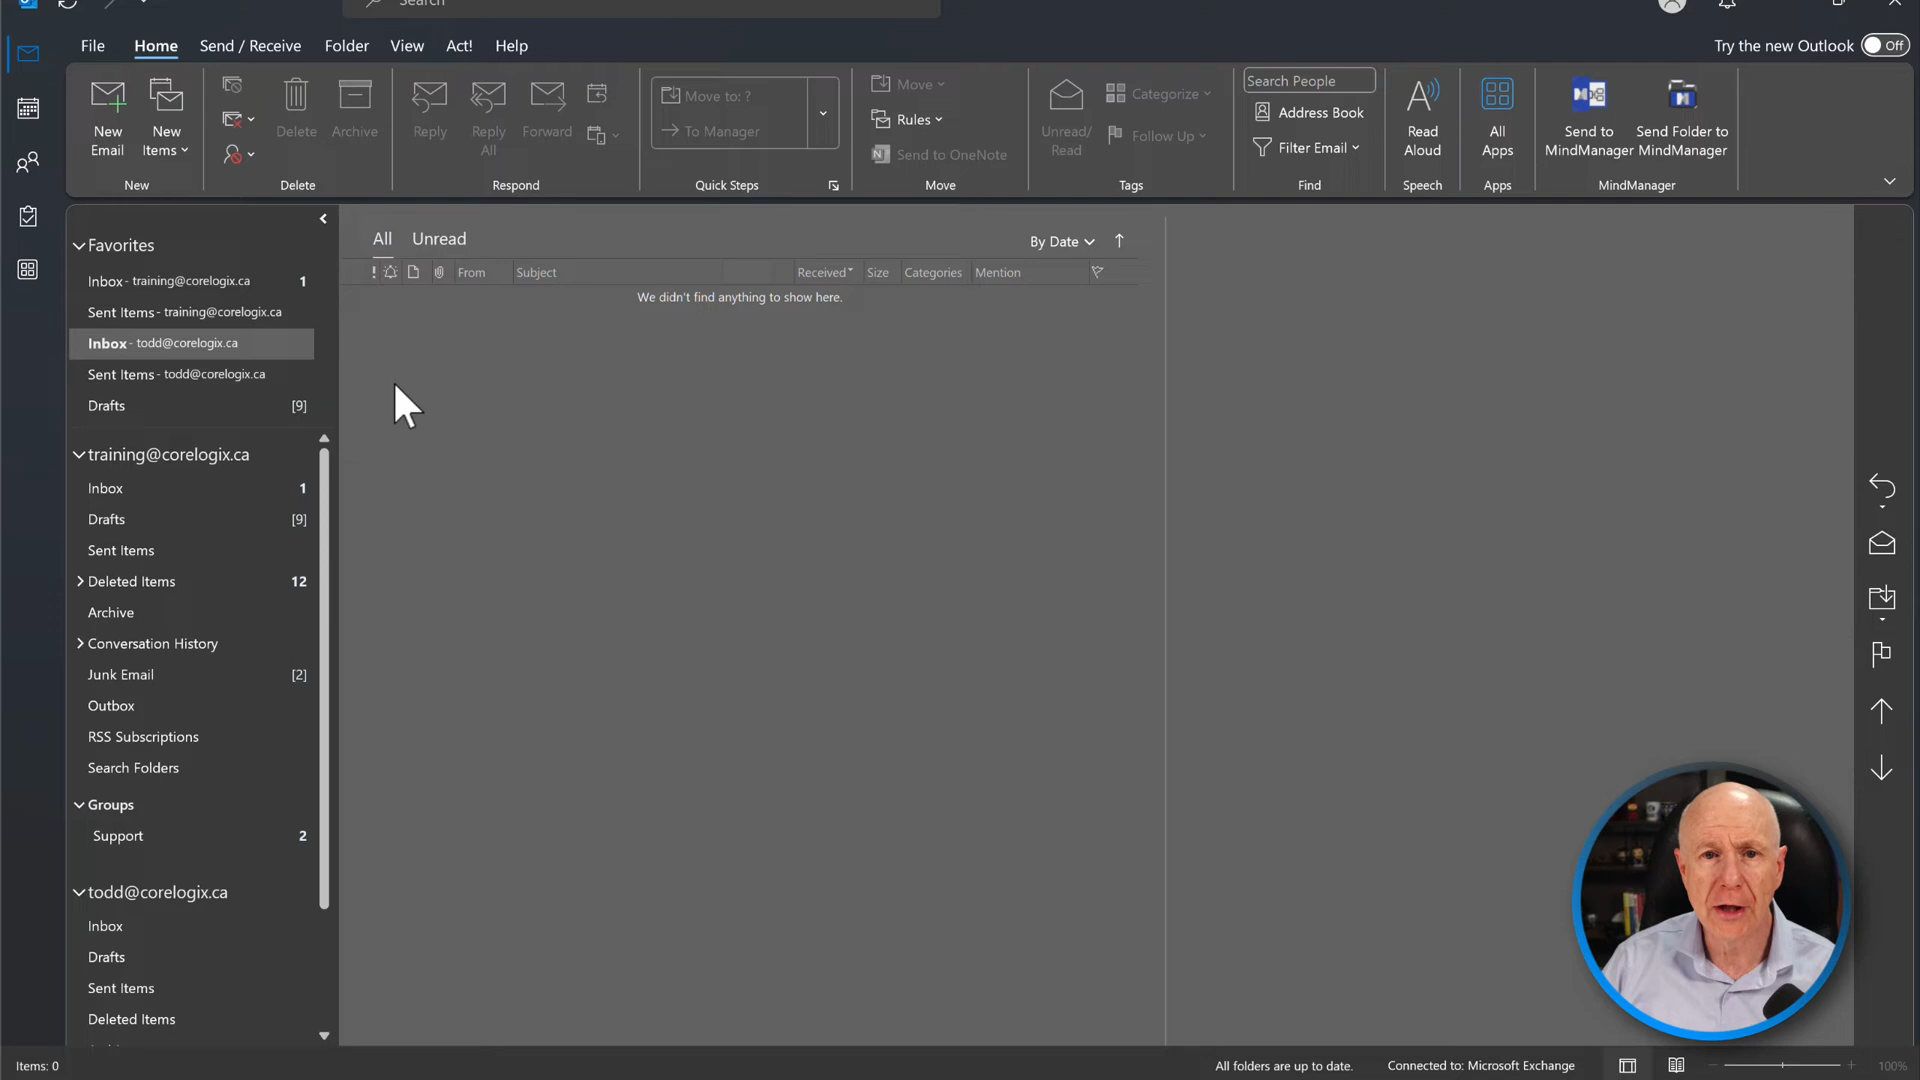 Search
File Home Send / Receive Folder View Act! Help
Try the new Outlook Off
New Email
New Items
New
Delete
Archive
Delete
Reply
Reply All
Forward
Respond
Move to: ?
To Manager
Quick Steps
Move
Rules
Send to OneNote
Move
Unread/ Read
Categorize
Follow Up
Tags
Search People
Address Book
Filter Email
Find
Read Aloud
Speech
All Apps
Apps
Send to MindManager
Send Folder to MindManager
MindManager
Favorites
Inbox - training@corelogix.ca 1
Sent Items - training@corelogix.ca
Inbox - todd@corelogix.ca
Sent Items - todd@corelogix.ca
Drafts [9]
training@corelogix.ca
Inbox 1
Drafts [9]
Sent Items
Deleted Items 12
Archive
Conversation History
Junk Email [2]
Outbox
RSS Subscriptions
Search Folders
Groups
Support 2
todd@corelogix.ca
Inbox
Drafts
Sent Items
Deleted Items
All Unread
By Date
! From Subject Received Size Categories Mention
We didn't find anything to show here.
Items: 0
All folders are up to date.
Connected to: Microsoft Exchange
100%